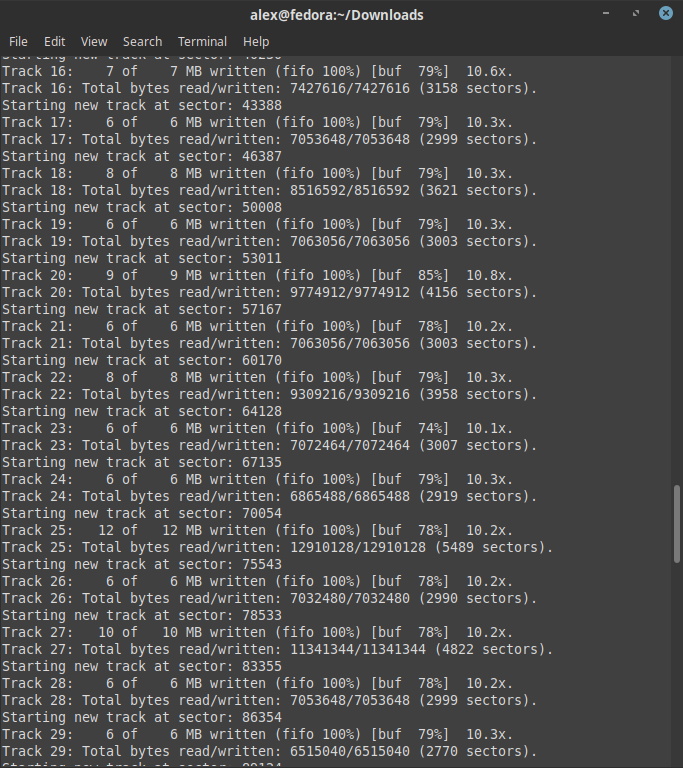 alex@fedora:~/Downloads
File Edit View Search Terminal Help
Track 16:    7 of    7 MB written (fifo 100%) [buf  79%]  10.6x.
Track 16: Total bytes read/written: 7427616/7427616 (3158 sectors).
Starting new track at sector: 43388
Track 17:    6 of    6 MB written (fifo 100%) [buf  79%]  10.3x.
Track 17: Total bytes read/written: 7053648/7053648 (2999 sectors).
Starting new track at sector: 46387
Track 18:    8 of    8 MB written (fifo 100%) [buf  79%]  10.3x.
Track 18: Total bytes read/written: 8516592/8516592 (3621 sectors).
Starting new track at sector: 50008
Track 19:    6 of    6 MB written (fifo 100%) [buf  79%]  10.3x.
Track 19: Total bytes read/written: 7063056/7063056 (3003 sectors).
Starting new track at sector: 53011
Track 20:    9 of    9 MB written (fifo 100%) [buf  85%]  10.8x.
Track 20: Total bytes read/written: 9774912/9774912 (4156 sectors).
Starting new track at sector: 57167
Track 21:    6 of    6 MB written (fifo 100%) [buf  78%]  10.2x.
Track 21: Total bytes read/written: 7063056/7063056 (3003 sectors).
Starting new track at sector: 60170
Track 22:    8 of    8 MB written (fifo 100%) [buf  79%]  10.3x.
Track 22: Total bytes read/written: 9309216/9309216 (3958 sectors).
Starting new track at sector: 64128
Track 23:    6 of    6 MB written (fifo 100%) [buf  74%]  10.1x.
Track 23: Total bytes read/written: 7072464/7072464 (3007 sectors).
Starting new track at sector: 67135
Track 24:    6 of    6 MB written (fifo 100%) [buf  79%]  10.3x.
Track 24: Total bytes read/written: 6865488/6865488 (2919 sectors).
Starting new track at sector: 70054
Track 25:   12 of   12 MB written (fifo 100%) [buf  78%]  10.2x.
Track 25: Total bytes read/written: 12910128/12910128 (5489 sectors).
Starting new track at sector: 75543
Track 26:    6 of    6 MB written (fifo 100%) [buf  78%]  10.2x.
Track 26: Total bytes read/written: 7032480/7032480 (2990 sectors).
Starting new track at sector: 78533
Track 27:   10 of   10 MB written (fifo 100%) [buf  78%]  10.2x.
Track 27: Total bytes read/written: 11341344/11341344 (4822 sectors).
Starting new track at sector: 83355
Track 28:    6 of    6 MB written (fifo 100%) [buf  78%]  10.2x.
Track 28: Total bytes read/written: 7053648/7053648 (2999 sectors).
Starting new track at sector: 86354
Track 29:    6 of    6 MB written (fifo 100%) [buf  79%]  10.3x.
Track 29: Total bytes read/written: 6515040/6515040 (2770 sectors).